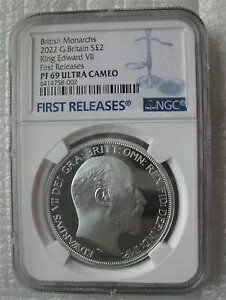 British Monarchs
2022 G.Britain S$2
King Edward VII
First Releases
PF 69 ULTRA CAMEO
6414758-002
FIRST RELEASES
NGC
EDWARDVS VII DEI GRA: BRITT: OMN: REX FID: DEF: IND: IMP: